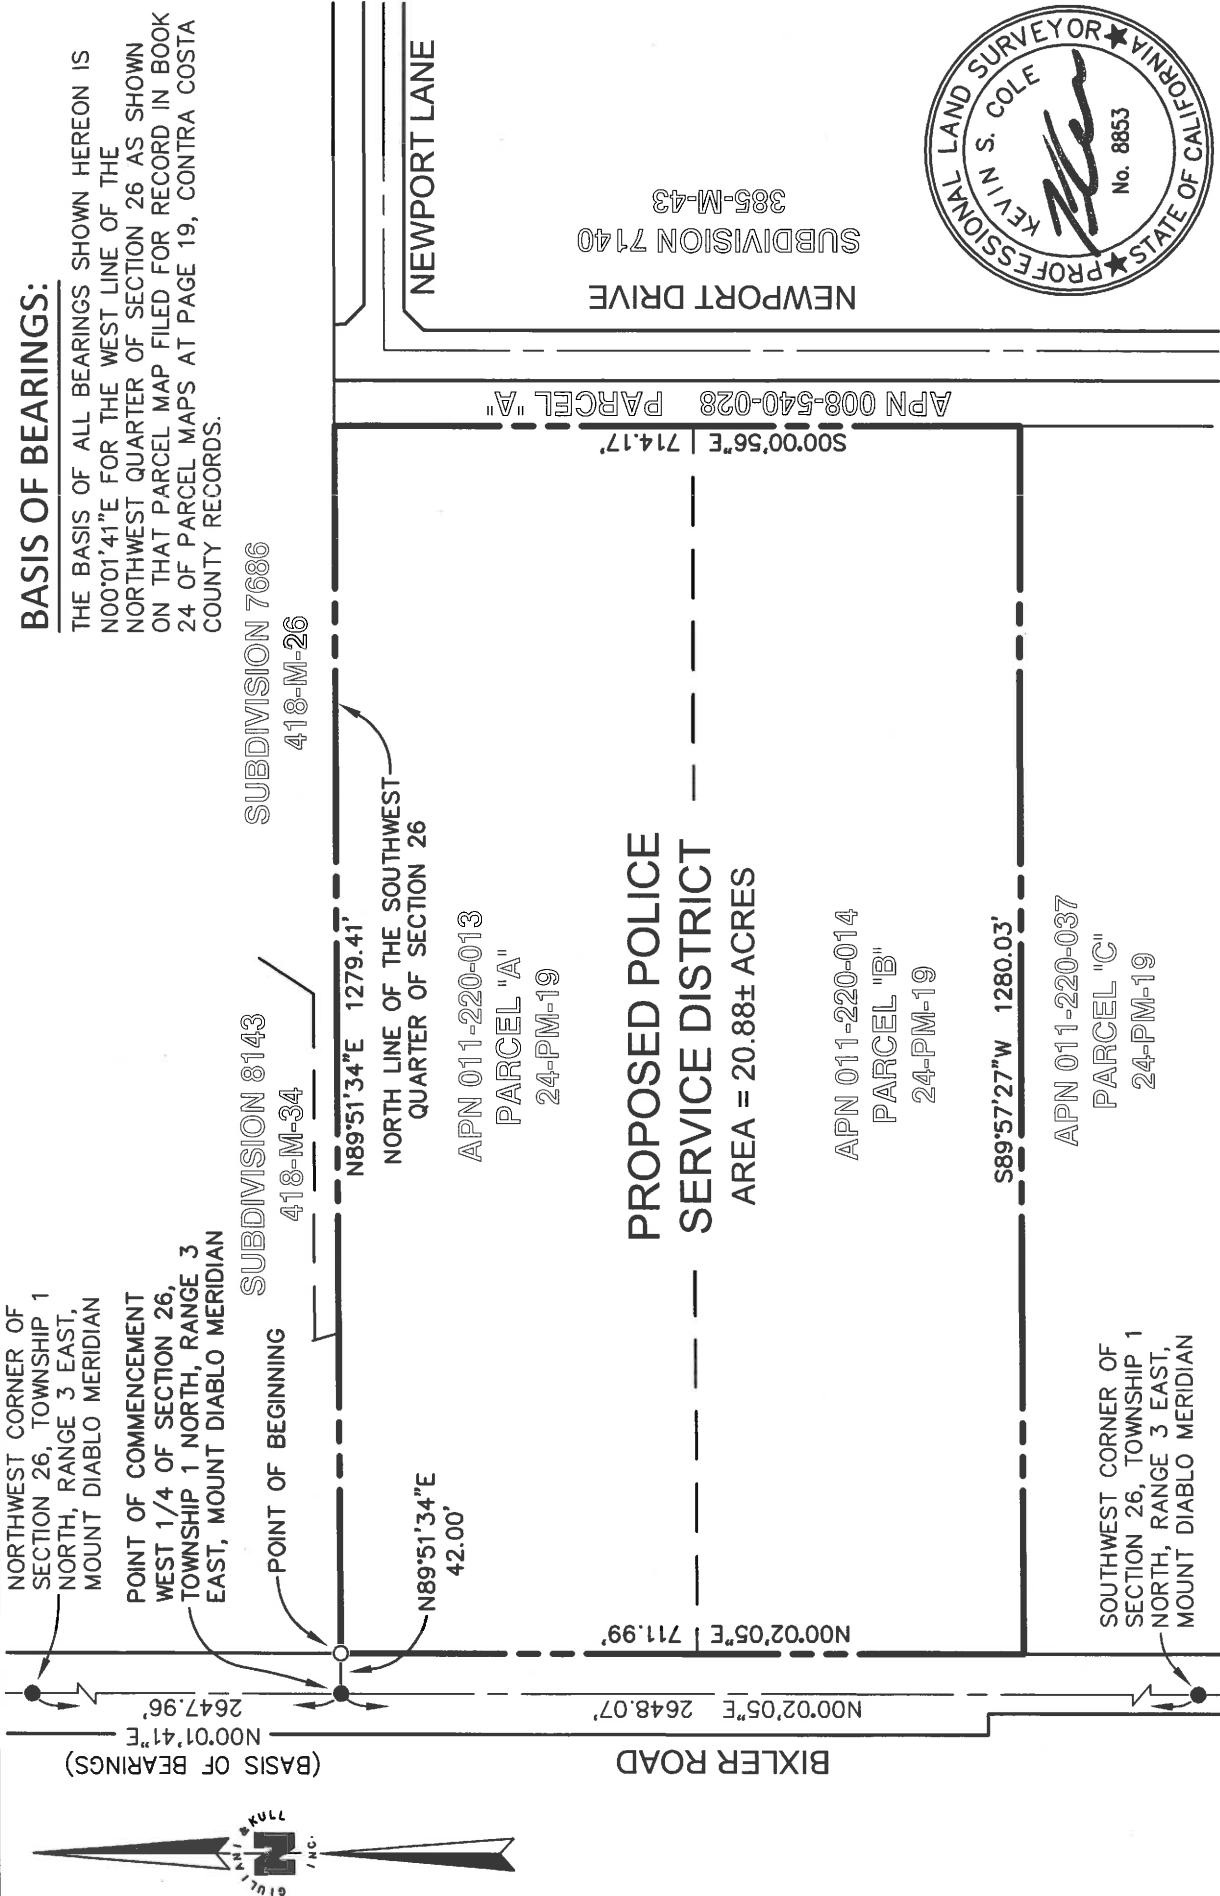 BASIS OF BEARINGS:
THE BASIS OF ALL BEARINGS SHOWN HEREON IS
N00°01'41"E FOR THE WEST LINE OF THE
NORTHWEST QUARTER OF SECTION 26 AS SHOWN
ON THAT PARCEL MAP FILED FOR RECORD IN BOOK
24 OF PARCEL MAPS AT PAGE 19, CONTRA COSTA
COUNTY RECORDS.
NORTHWEST CORNER OF
SECTION 26, TOWNSHIP 1
NORTH, RANGE 3 EAST,
MOUNT DIABLO MERIDIAN
POINT OF COMMENCEMENT
WEST 1/4 OF SECTION 26,
TOWNSHIP 1 NORTH, RANGE 3
EAST, MOUNT DIABLO MERIDIAN
POINT OF BEGINNING
SUBDIVISION 8143
418-M-34
SUBDIVISION 7686
418-M-26
N89°51'34"E 1279.41'
NORTH LINE OF THE SOUTHWEST
QUARTER OF SECTION 26
N89°51'34"E
42.00'
APN 011-220-013
PARCEL "A"
24-PM-19
PROPOSED POLICE
SERVICE DISTRICT
AREA = 20.88± ACRES
APN 011-220-014
PARCEL "B"
24-PM-19
S89°57'27"W 1280.03'
APN 011-220-037
PARCEL "C"
24-PM-19
SOUTHWEST CORNER OF
SECTION 26, TOWNSHIP 1
NORTH, RANGE 3 EAST,
MOUNT DIABLO MERIDIAN
(BASIS OF BEARINGS)
N00°01'41"E
2647.96'
N00°02'05"E 2648.07'
BIXLER ROAD
N00°02'05"E 711.99'
S00°00'56"E 714.17'
APN 008-540-028 PARCEL "A"
NEWPORT LANE
NEWPORT DRIVE
SUBDIVISION 7140
385-M-43
PROFESSIONAL LAND SURVEYOR
KEVIN S. COLE
No. 8853
STATE OF CALIFORNIA
GIULIANI & KULL
INC.
N